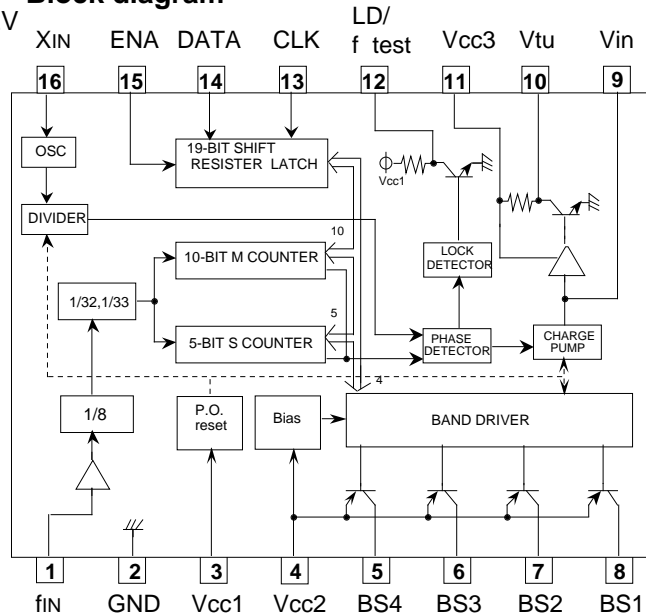 Block diagram
V
XIN ENA DATA CLK LD/ f test Vcc3 Vtu Vin
16 15 14 13 12 11 10 9
OSC
19-BIT SHIFT
RESISTER LATCH
Vcc1
DIVIDER
10
10-BIT M COUNTER
LOCK
DETECTOR
1/32,1/33
5
5-BIT S COUNTER
PHASE
DETECTOR
CHARGE
PUMP
4
1/8
P.O.
reset
Bias
BAND DRIVER
1 2 3 4 5 6 7 8
fIN GND Vcc1 Vcc2 BS4 BS3 BS2 BS1